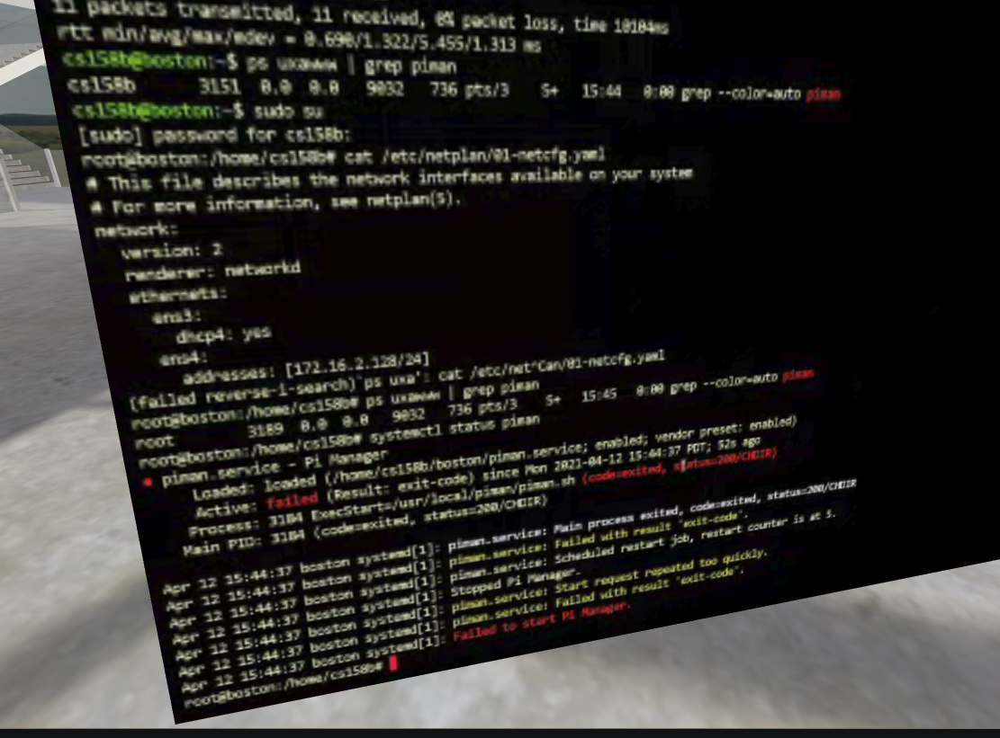 11 packets transmitted, 11 received, 0% packet loss, time 10104ms
rtt min/avg/max/mdev = 0.690/1.322/5.455/1.313 ms
cs158b@boston:~$ ps uxawww | grep piman
cs158b 3151 0.0 0.0 9032 736 pts/3 S+ 15:44 0:00 grep --color=auto piman
cs158b@boston:~$ sudo su
[sudo] password for cs158b:
root@boston:/home/cs158b# cat /etc/netplan/01-netcfg.yaml
# This file describes the network interfaces available on your system
# For more information, see netplan(5).
network:
version: 2
renderer: networkd
ethernets:
ens3:
dhcp4: yes
ens4:
addresses: [172.16.2.128/24]
(failed reverse-i-search)`ps uxa': cat /etc/net^Can/01-netcfg.yaml
root@boston:/home/cs158b# ps uxawww | grep piman
root 3189 0.0 0.0 9032 736 pts/3 S+ 15:45 0:00 grep --color=auto piman
root@boston:/home/cs158b# systemctl status piman
● piman.service - Pi Manager
Loaded: loaded (/home/cs158b/boston/piman.service; enabled; vendor preset: enabled)
Active: failed (Result: exit-code) since Mon 2021-04-12 15:44:37 PDT; 52s ago
Process: 3184 ExecStart=/usr/local/piman/piman.sh (code=exited, status=200/CHDIR)
Main PID: 3184 (code=exited, status=200/CHDIR)
Apr 12 15:44:37 boston systemd[1]: piman.service: Main process exited, code=exited, status=200/CHDIR
Apr 12 15:44:37 boston systemd[1]: piman.service: Failed with result 'exit-code'.
Apr 12 15:44:37 boston systemd[1]: piman.service: Scheduled restart job, restart counter is at 5.
Apr 12 15:44:37 boston systemd[1]: Stopped Pi Manager.
Apr 12 15:44:37 boston systemd[1]: piman.service: Start request repeated too quickly.
Apr 12 15:44:37 boston systemd[1]: piman.service: Failed with result 'exit-code'.
Apr 12 15:44:37 boston systemd[1]: Failed to start Pi Manager.
root@boston:/home/cs158b#